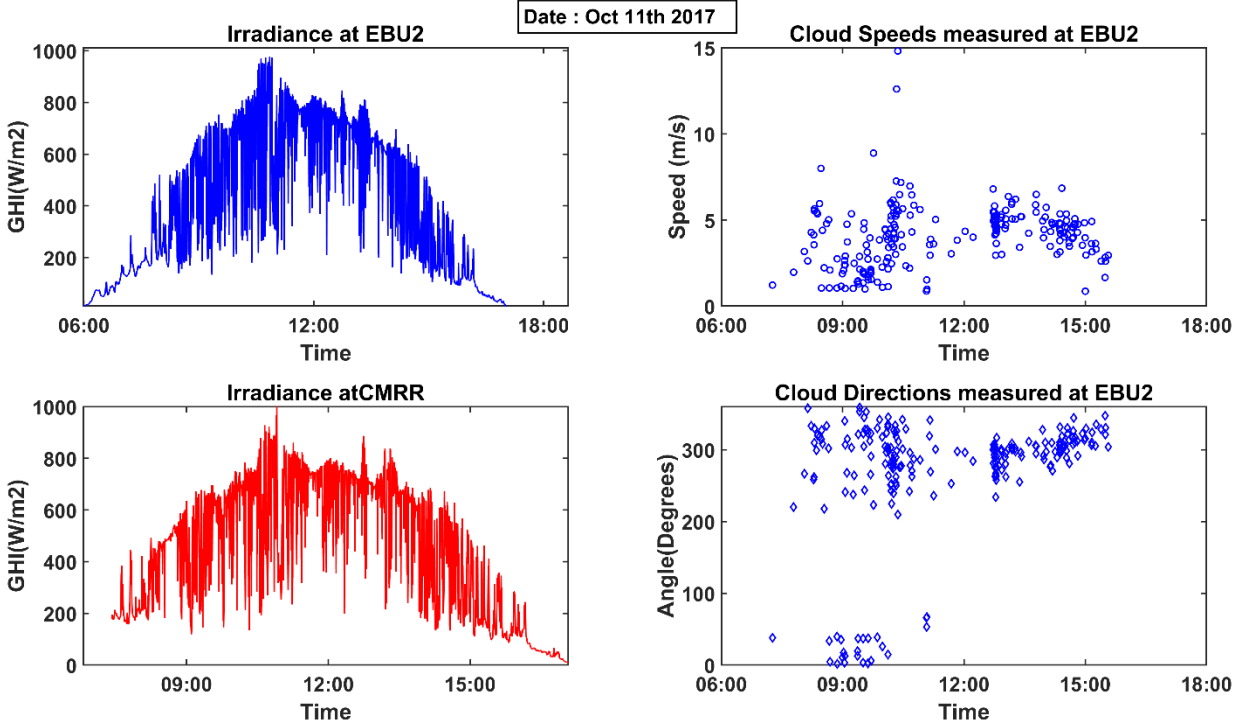 Date : Oct 11th 2017
Irradiance at EBU2
GHI(W/m2)
1000
800
600
400
200
06:00 12:00 18:00
Time
Cloud Speeds measured at EBU2
Speed (m/s)
15
10
5
0
06:00 09:00 12:00 15:00 18:00
Time
Irradiance atCMRR
GHI(W/m2)
1000
800
600
400
200
0
09:00 12:00 15:00
Time
Cloud Directions measured at EBU2
Angle(Degrees)
300
200
100
0
06:00 09:00 12:00 15:00 18:00
Time